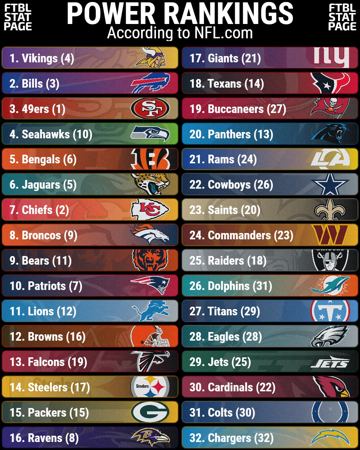 FTBL
STAT
PAGE
POWER RANKINGS
According to NFL.com
FTBL
STAT
PAGE
1. Vikings (4)
2. Bills (3)
3. 49ers (1)
4. Seahawks (10)
5. Bengals (6)
6. Jaguars (5)
7. Chiefs (2)
8. Broncos (9)
9. Bears (11)
10. Patriots (7)
11. Lions (12)
12. Browns (16)
13. Falcons (19)
14. Steelers (17)
15. Packers (15)
16. Ravens (8)
17. Giants (21)
18. Texans (14)
19. Buccaneers (27)
20. Panthers (13)
21. Rams (24)
22. Cowboys (26)
23. Saints (20)
24. Commanders (23)
25. Raiders (18)
26. Dolphins (31)
27. Titans (29)
28. Eagles (28)
29. Jets (25)
30. Cardinals (22)
31. Colts (30)
32. Chargers (32)
ny
Steelers
G
RAIDERS
JETS